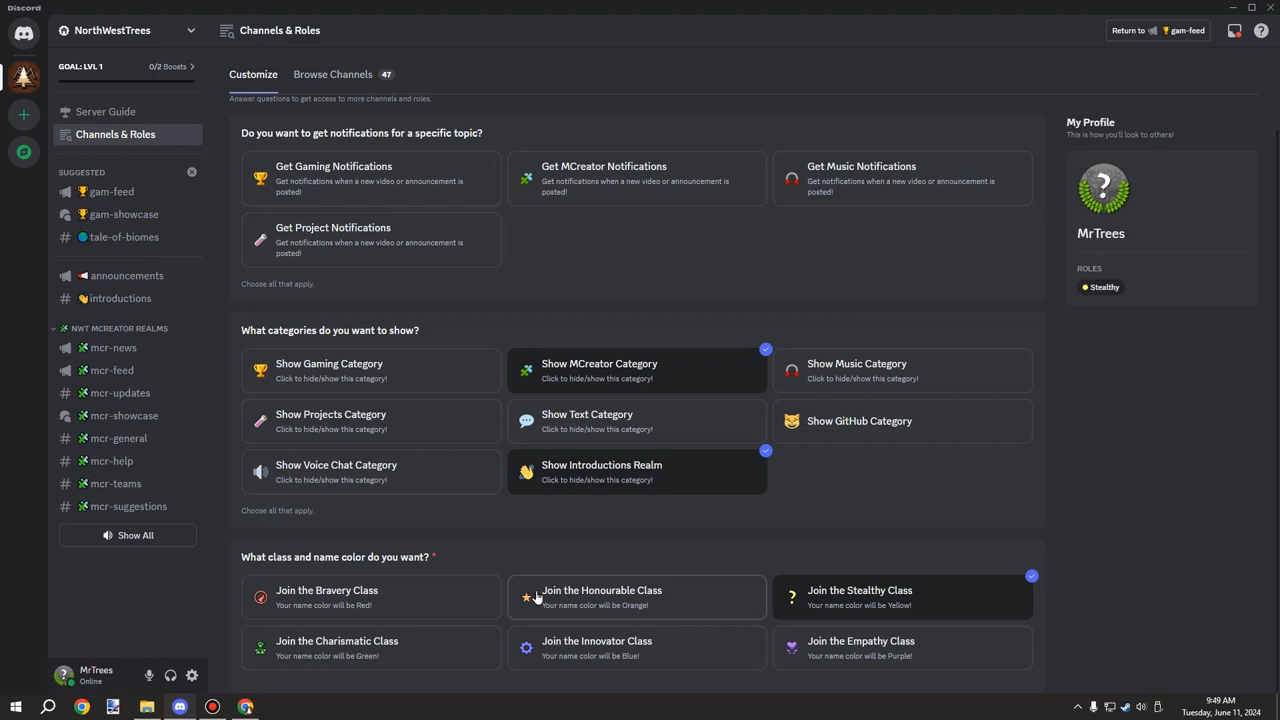 Discord
NorthWestTrees
Channels & Roles
Return to gam-feed
GOAL: LVL 1
0/2 Boosts
Customize
Browse Channels 47
Answer questions to get access to more channels and roles.
Server Guide
Channels & Roles
SUGGESTED
gam-feed
gam-showcase
tale-of-biomes
announcements
introductions
NWT MCREATOR REALMS
mcr-news
mcr-feed
mcr-updates
mcr-showcase
mcr-general
mcr-help
mcr-teams
mcr-suggestions
Show All
MrTrees
Online
Do you want to get notifications for a specific topic?
Get Gaming Notifications
Get notifications when a new video or announcement is
posted!
Get MCreator Notifications
Get notifications when a new video or announcement is
posted!
Get Music Notifications
Get notifications when a new video or announcement is
posted!
Get Project Notifications
Get notifications when a new video or announcement is
posted!
Choose all that apply.
What categories do you want to show?
Show Gaming Category
Click to hide/show this category!
Show MCreator Category
Click to hide/show this category!
Show Music Category
Click to hide/show this category!
Show Projects Category
Click to hide/show this category!
Show Text Category
Click to hide/show this category!
Show GitHub Category
Show Voice Chat Category
Click to hide/show this category!
Show Introductions Realm
Click to hide/show this category!
Choose all that apply.
What class and name color do you want? *
Join the Bravery Class
Your name color will be Red!
Join the Honourable Class
Your name color will be Orange!
Join the Stealthy Class
Your name color will be Yellow!
Join the Charismatic Class
Your name color will be Green!
Join the Innovator Class
Your name color will be Blue!
Join the Empathy Class
Your name color will be Purple!
My Profile
This is how you'll look to others!
MrTrees
ROLES
Stealthy
9:49 AM
Tuesday, June 11, 2024